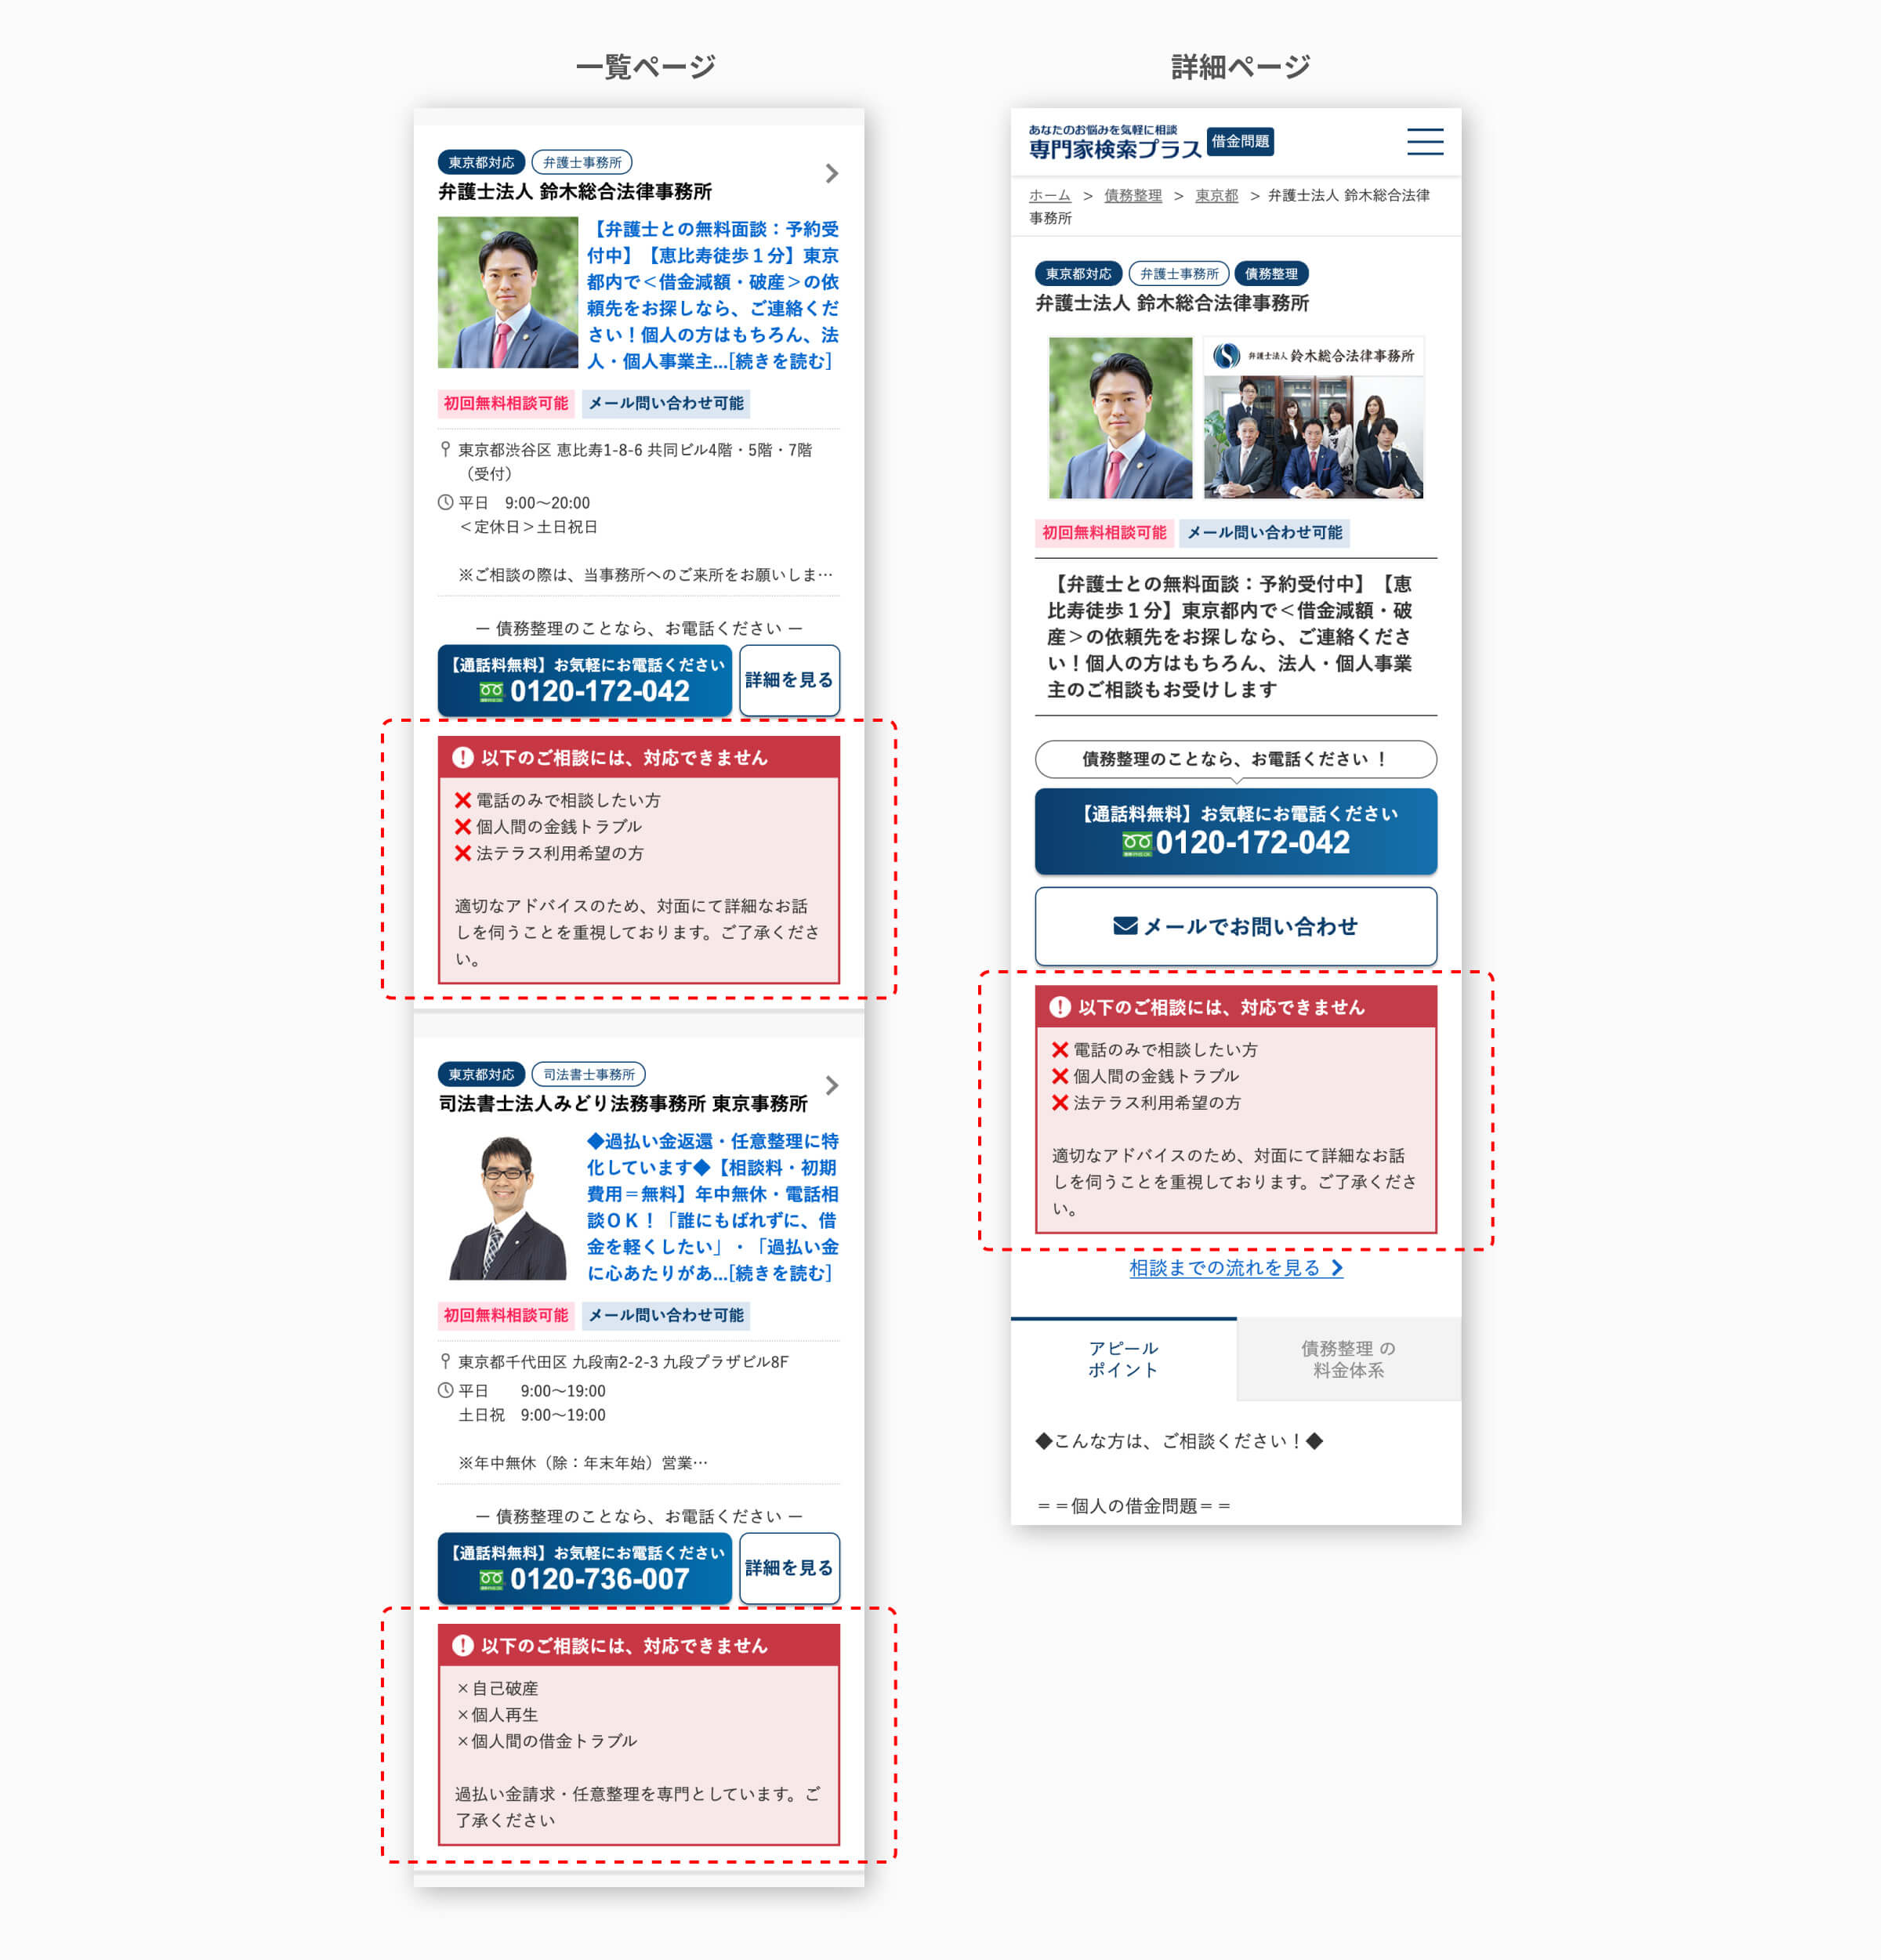 一覧ページ
東京都対応 弁護士事務所
弁護士法人 鈴木総合法律事務所
【弁護士との無料面談：予約受
付中】【恵比寿徒歩１分】東京
都内で＜借金減額・破産＞の依
頼先をお探しなら、ご連絡くだ
さい！個人の方はもちろん、法
人・個人事業主...[続きを読む]
初回無料相談可能 メール問い合わせ可能
東京都渋谷区 恵比寿1-8-6 共同ビル4階・5階・7階
（受付）
平日　9:00～20:00
＜定休日＞土日祝日
※ご相談の際は、当事務所へのご来所をお願いしま…
ー 債務整理のことなら、お電話ください ー
【通話料無料】お気軽にお電話ください
0120-172-042
詳細を見る
以下のご相談には、対応できません
❌電話のみで相談したい方
❌個人間の金銭トラブル
❌法テラス利用希望の方
適切なアドバイスのため、対面にて詳細なお話
しを伺うことを重視しております。ご了承くださ
い。
東京都対応 司法書士事務所
司法書士法人みどり法務事務所 東京事務所
◆過払い金返還・任意整理に特
化しています◆【相談料・初期
費用＝無料】年中無休・電話相
談ＯＫ！「誰にもばれずに、借
金を軽くしたい」・「過払い金
に心あたりがあ...[続きを読む]
初回無料相談可能 メール問い合わせ可能
東京都千代田区 九段南2-2-3 九段プラザビル8F
平日　　9:00～19:00
土日祝　9:00～19:00
※年中無休（除：年末年始）営業…
ー 債務整理のことなら、お電話ください ー
【通話料無料】お気軽にお電話ください
0120-736-007
詳細を見る
以下のご相談には、対応できません
×自己破産
×個人再生
×個人間の借金トラブル
過払い金請求・任意整理を専門としています。ご
了承ください
詳細ページ
あなたのお悩みを気軽に相談
専門家検索プラス 借金問題
ホーム > 債務整理 > 東京都 > 弁護士法人 鈴木総合法律
事務所
東京都対応 弁護士事務所 債務整理
弁護士法人 鈴木総合法律事務所
弁護士法人 鈴木総合法律事務所
初回無料相談可能 メール問い合わせ可能
【弁護士との無料面談：予約受付中】【恵
比寿徒歩１分】東京都内で＜借金減額・破
産＞の依頼先をお探しなら、ご連絡くださ
い！個人の方はもちろん、法人・個人事業
主のご相談もお受けします
債務整理のことなら、お電話ください ！
【通話料無料】お気軽にお電話ください
0120-172-042
メールでお問い合わせ
以下のご相談には、対応できません
❌電話のみで相談したい方
❌個人間の金銭トラブル
❌法テラス利用希望の方
適切なアドバイスのため、対面にて詳細なお話
しを伺うことを重視しております。ご了承くださ
い。
相談までの流れを見る
アピール
ポイント
債務整理 の
料金体系
◆こんな方は、ご相談ください！◆
＝＝個人の借金問題＝＝